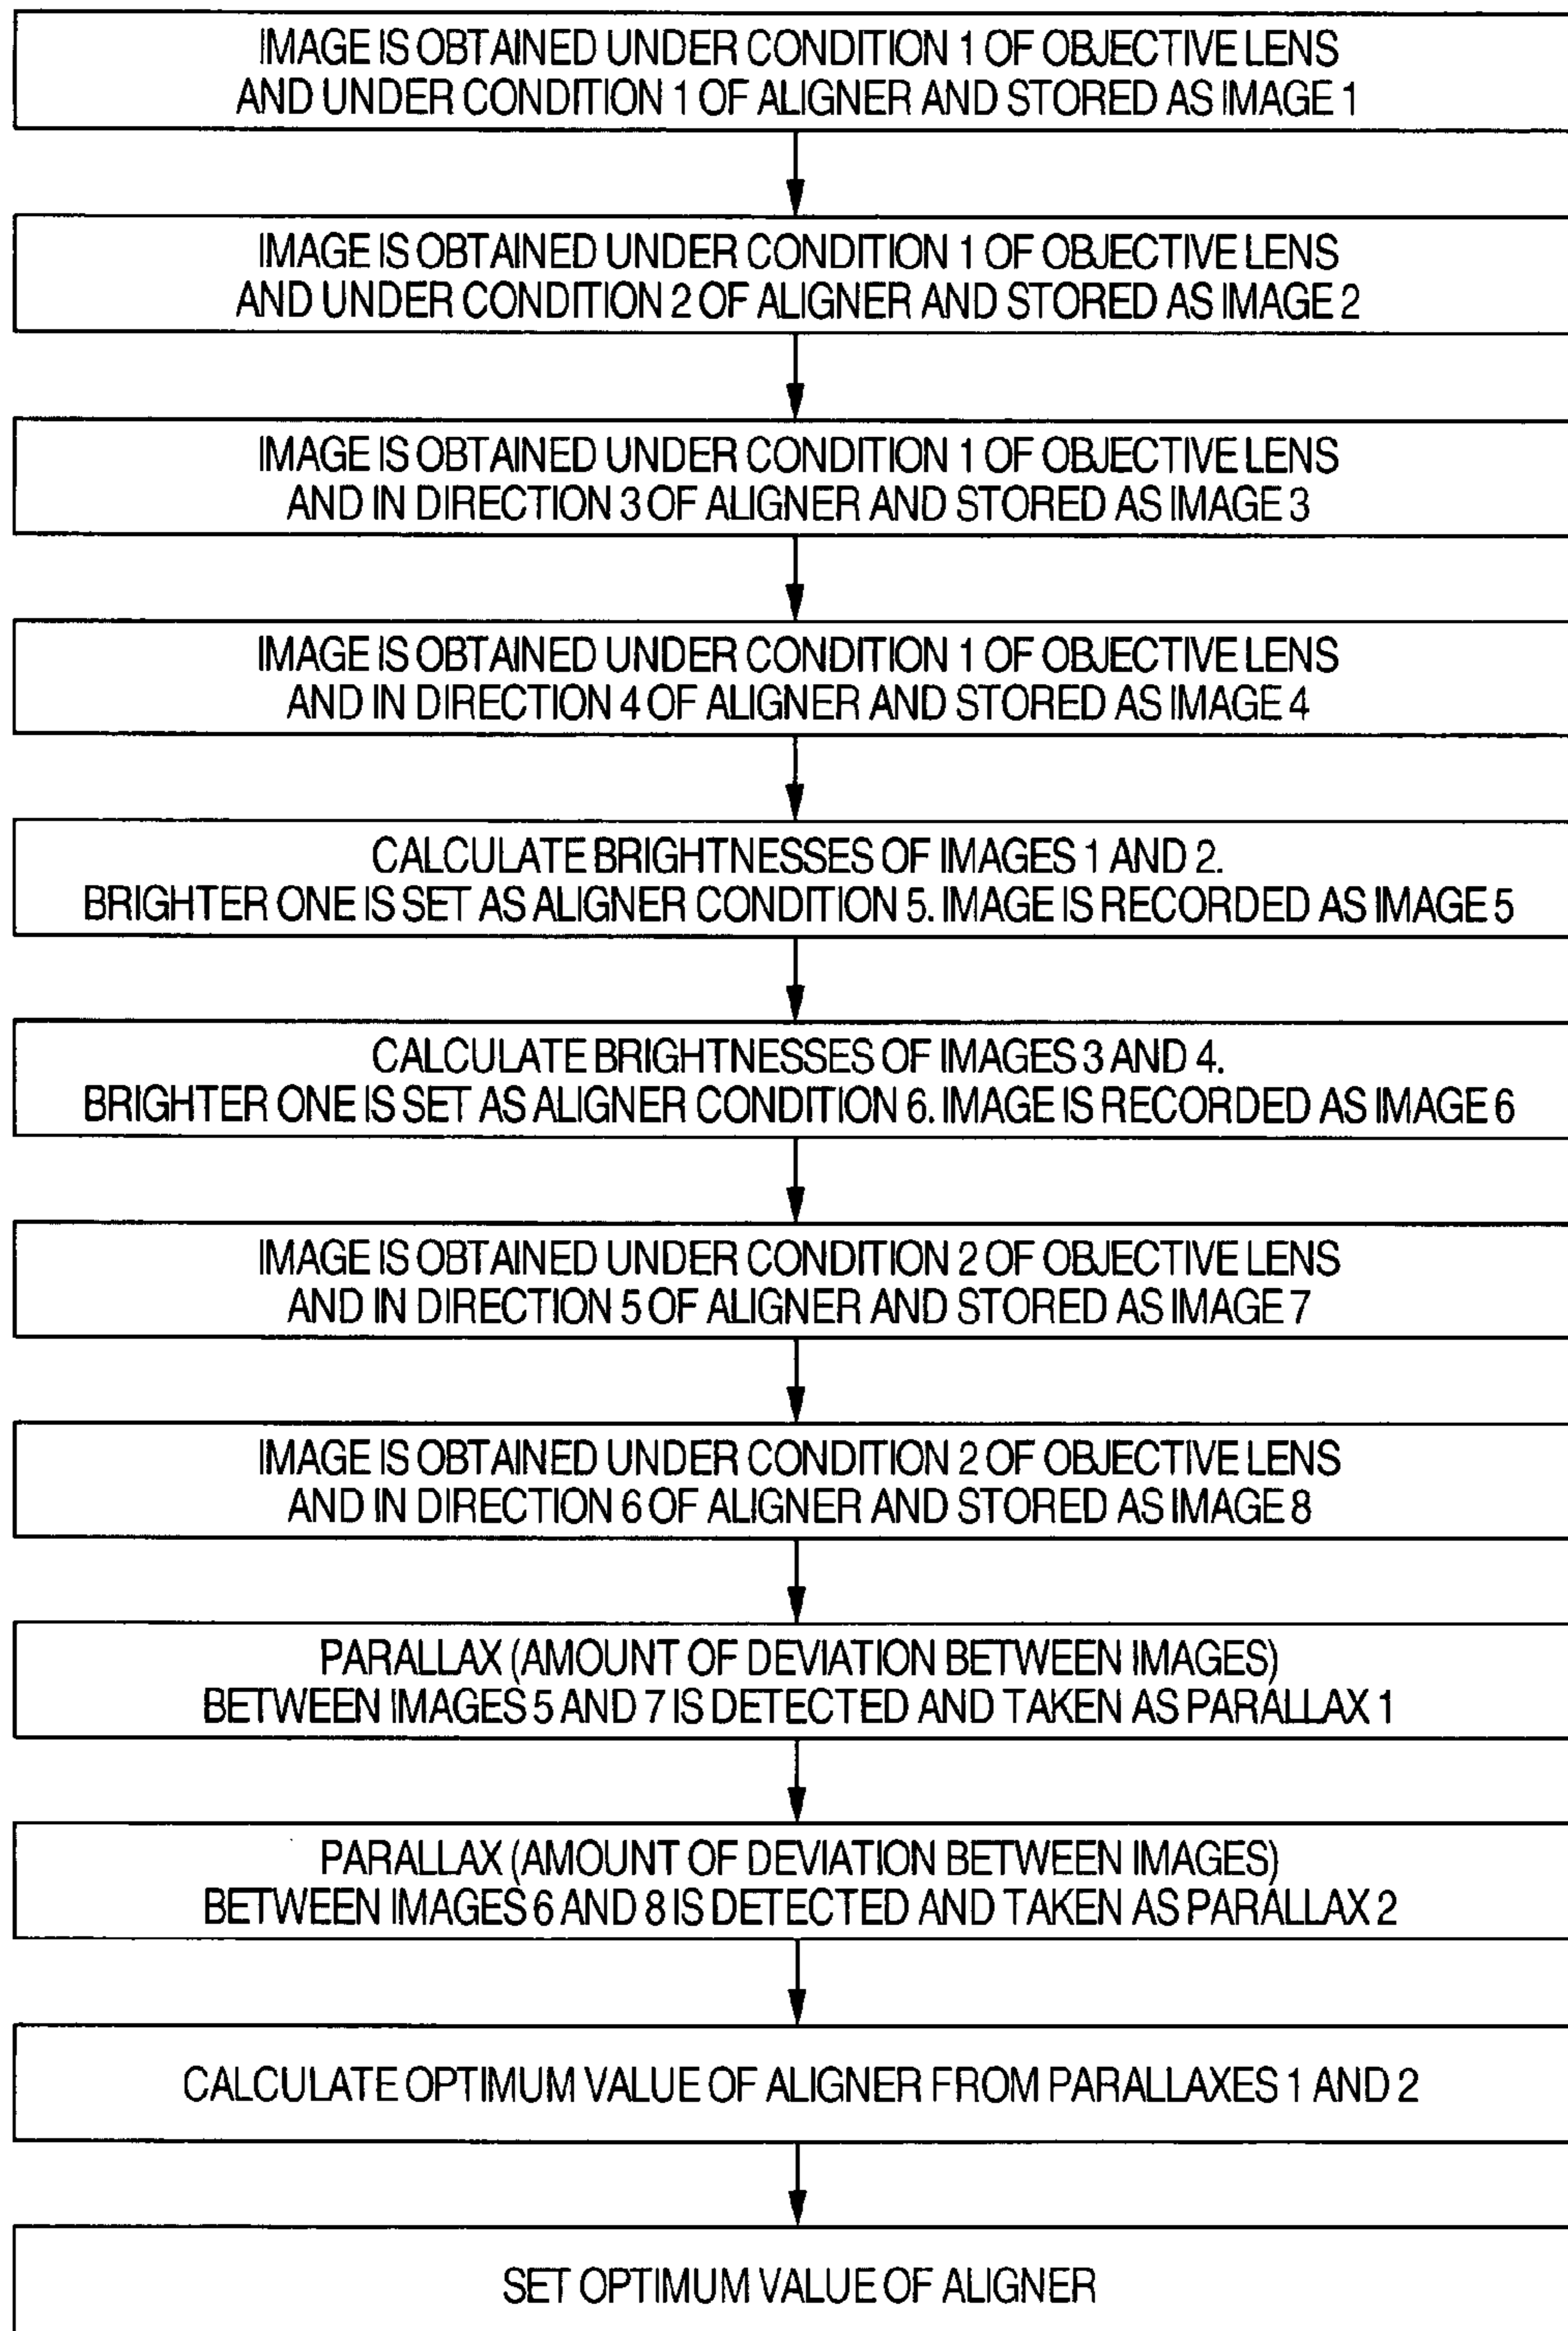 IMAGE IS OBTAINED UNDER CONDITION 1 OF OBJECTIVE LENS
AND UNDER CONDITION 1 OF ALIGNER AND STORED AS IMAGE 1
IMAGE IS OBTAINED UNDER CONDITION 1 OF OBJECTIVE LENS
AND UNDER CONDITION 2 OF ALIGNER AND STORED AS IMAGE 2
IMAGE IS OBTAINED UNDER CONDITION 1 OF OBJECTIVE LENS
AND IN DIRECTION 3 OF ALIGNER AND STORED AS IMAGE 3
IMAGE IS OBTAINED UNDER CONDITION 1 OF OBJECTIVE LENS
AND IN DIRECTION 4 OF ALIGNER AND STORED AS IMAGE 4
CALCULATE BRIGHTNESSES OF IMAGES 1 AND 2.
BRIGHTER ONE IS SET AS ALIGNER CONDITION 5. IMAGE IS RECORDED AS IMAGE 5
CALCULATE BRIGHTNESSES OF IMAGES 3 AND 4.
BRIGHTER ONE IS SET AS ALIGNER CONDITION 6. IMAGE IS RECORDED AS IMAGE 6
IMAGE IS OBTAINED UNDER CONDITION 2 OF OBJECTIVE LENS
AND IN DIRECTION 5 OF ALIGNER AND STORED AS IMAGE 7
IMAGE IS OBTAINED UNDER CONDITION 2 OF OBJECTIVE LENS
AND IN DIRECTION 6 OF ALIGNER AND STORED AS IMAGE 8
PARALLAX (AMOUNT OF DEVIATION BETWEEN IMAGES)
BETWEEN IMAGES 5 AND 7 IS DETECTED AND TAKEN AS PARALLAX 1
PARALLAX (AMOUNT OF DEVIATION BETWEEN IMAGES)
BETWEEN IMAGES 6 AND 8 IS DETECTED AND TAKEN AS PARALLAX 2
CALCULATE OPTIMUM VALUE OF ALIGNER FROM PARALLAXES 1 AND 2
SET OPTIMUM VALUE OF ALIGNER